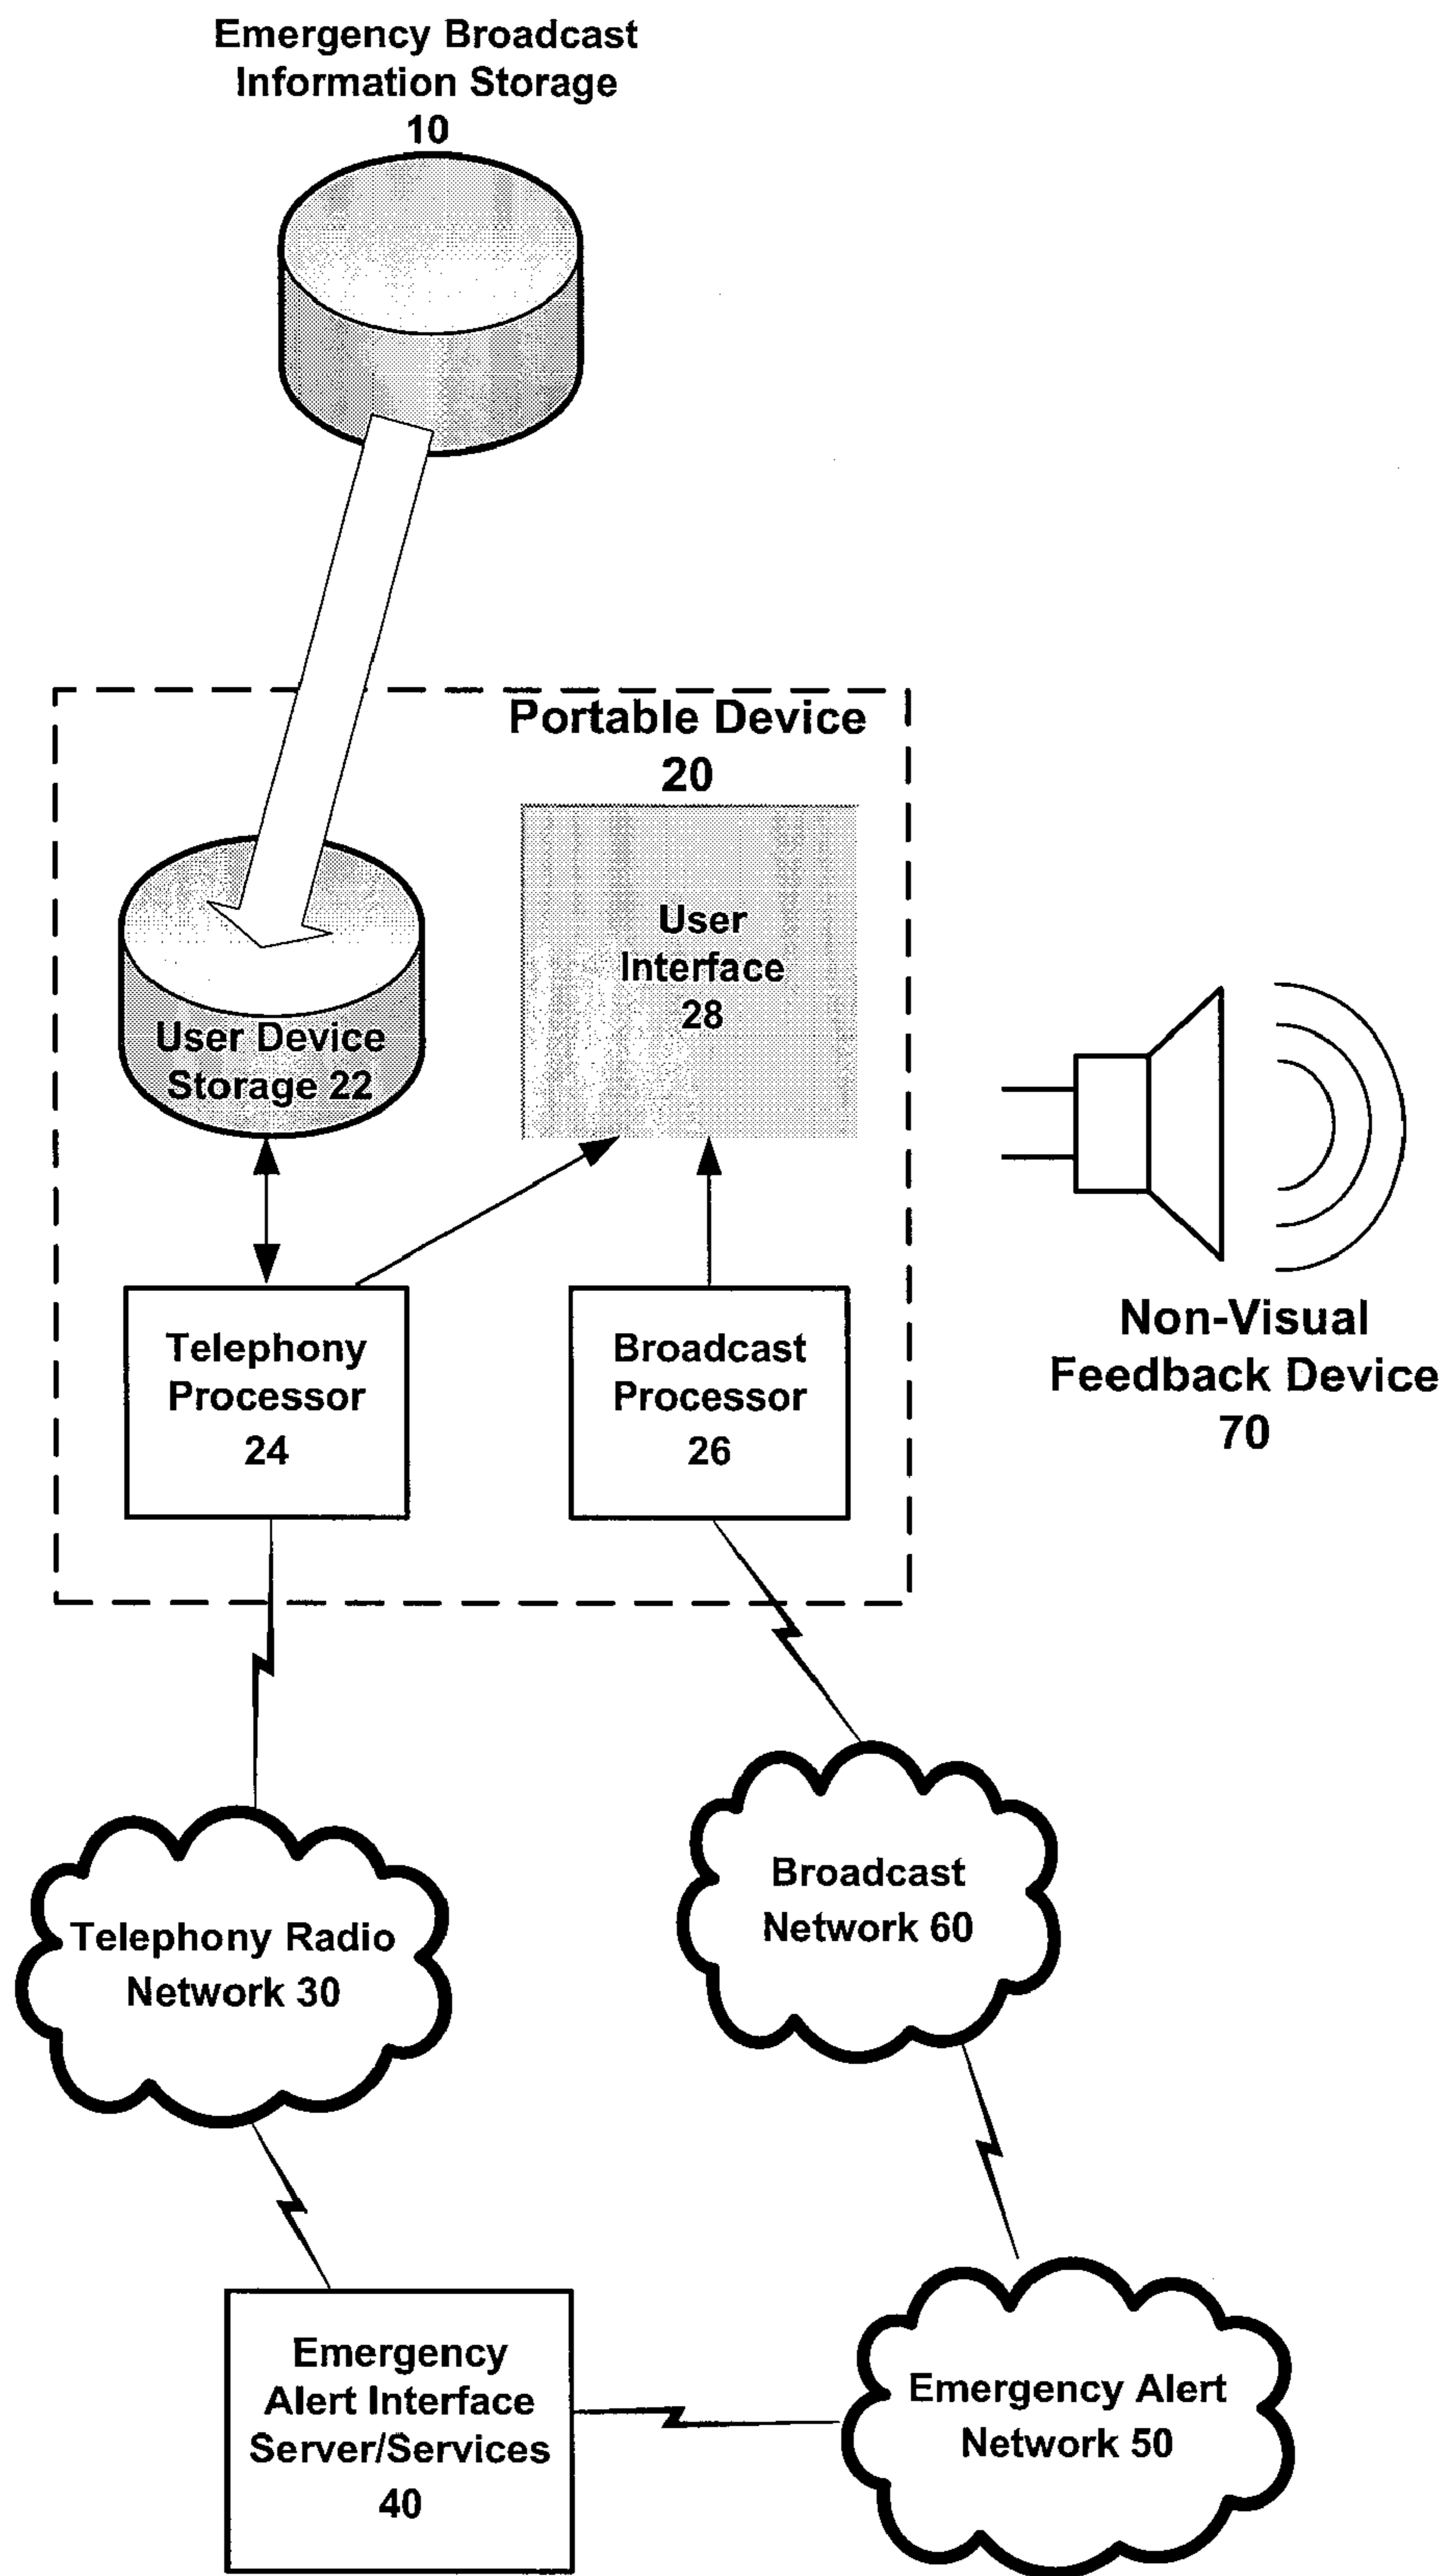 Emergency Broadcast
Information Storage
10
Portable Device
20
User
Interface
28
User Device
Storage 22
Telephony
Processor
24
Broadcast
Processor
26
Non-Visual
Feedback Device
70
Broadcast
Network 60
Telephony Radio
Network 30
Emergency
Alert Interface
Server/Services
40
Emergency Alert
Network 50